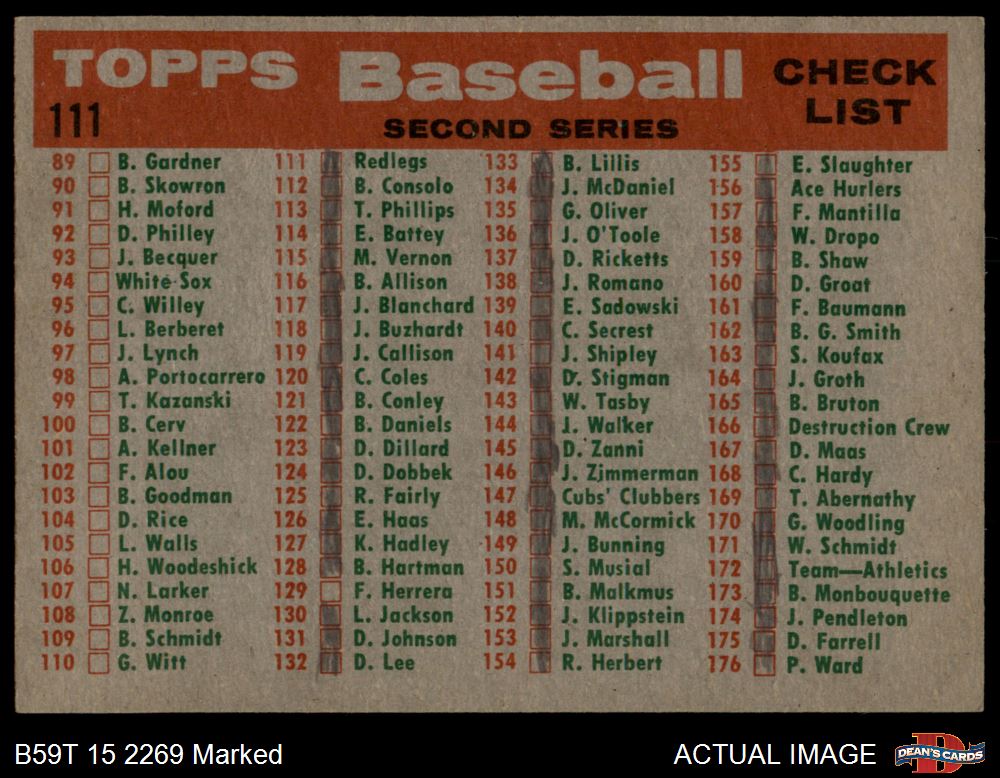 TOPPS Baseball CHECK LIST
111 SECOND SERIES
89 B. Gardner 111 Redlegs 133 B. Lillis 155 E. Slaughter
90 B. Skowron 112 B. Consolo 134 J. McDaniel 156 Ace Hurlers
91 H. Moford 113 T. Phillips 135 G. Oliver 157 F. Mantilla
92 D. Philley 114 E. Battey 136 J. O'Toole 158 W. Dropo
93 J. Becquer 115 M. Vernon 137 D. Ricketts 159 B. Shaw
94 White Sox 116 B. Allison 138 J. Romano 160 D. Groat
95 C. Willey 117 J. Blanchard 139 E. Sadowski 161 F. Baumann
96 L. Berberet 118 J. Buzhardt 140 C. Secrest 162 B. G. Smith
97 J. Lynch 119 J. Callison 141 J. Shipley 163 S. Koufax
98 A. Portocarrero 120 C. Coles 142 D. Stigman 164 J. Groth
99 T. Kazanski 121 B. Conley 143 W. Tasby 165 B. Bruton
100 B. Cerv 122 B. Daniels 144 J. Walker 166 Destruction Crew
101 A. Kellner 123 D. Dillard 145 D. Zanni 167 D. Maas
102 F. Alou 124 D. Dobbek 146 J. Zimmerman 168 C. Hardy
103 B. Goodman 125 R. Fairly 147 Cubs' Clubbers 169 T. Abernathy
104 D. Rice 126 E. Haas 148 M. McCormick 170 G. Woodling
105 L. Walls 127 K. Hadley 149 J. Bunning 171 W. Schmidt
106 H. Woodeshick 128 B. Hartman 150 S. Musial 172 Team—Athletics
107 N. Larker 129 F. Herrera 151 B. Malkmus 173 B. Monbouquette
108 Z. Monroe 130 L. Jackson 152 J. Klippstein 174 J. Pendleton
109 B. Schmidt 131 D. Johnson 153 J. Marshall 175 D. Farrell
110 G. Witt 132 D. Lee 154 R. Herbert 176 P. Ward
B59T 15 2269 Marked ACTUAL IMAGE DEAN'S CARDS